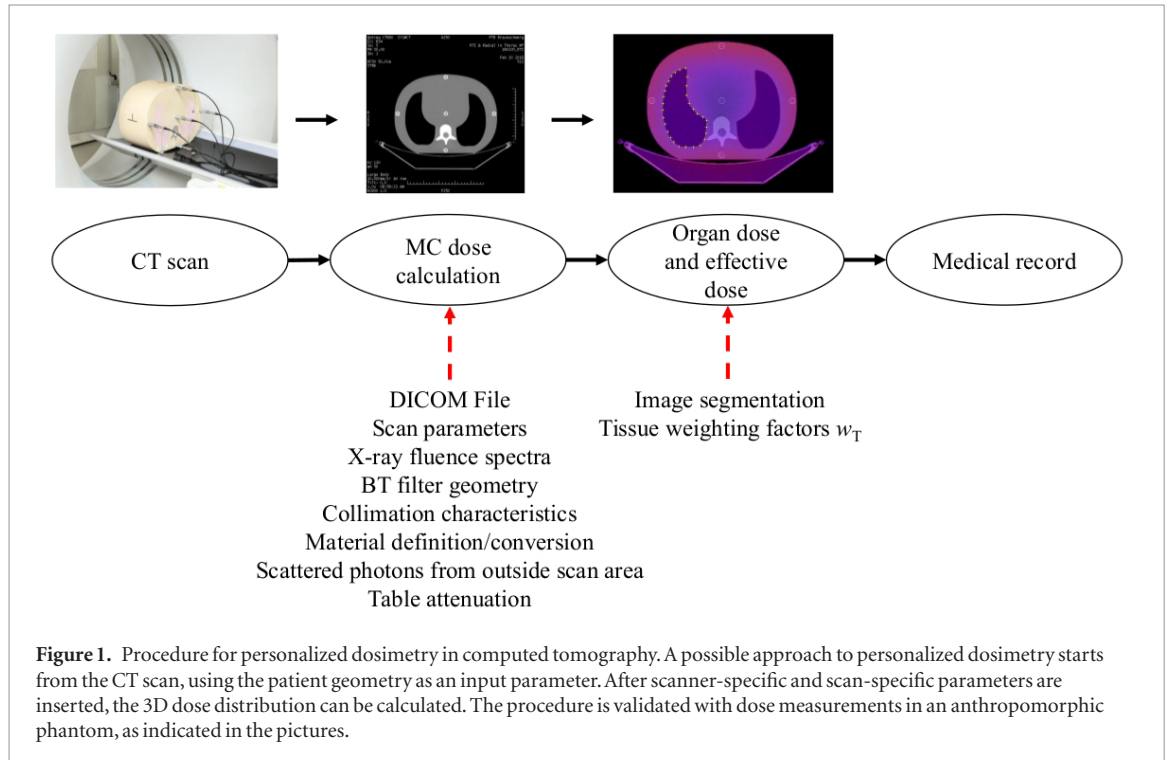 CT scan
MC dose
calculation
Organ dose
and effective
dose
Medical record
DICOM File
Scan parameters
X-ray fluence spectra
BT filter geometry
Collimation characteristics
Material definition/conversion
Scattered photons from outside scan area
Table attenuation
Image segmentation
Tissue weighting factors wT
Figure 1. Procedure for personalized dosimetry in computed tomography. A possible approach to personalized dosimetry starts
from the CT scan, using the patient geometry as an input parameter. After scanner-specific and scan-specific parameters are
inserted, the 3D dose distribution can be calculated. The procedure is validated with dose measurements in an anthropomorphic
phantom, as indicated in the pictures.